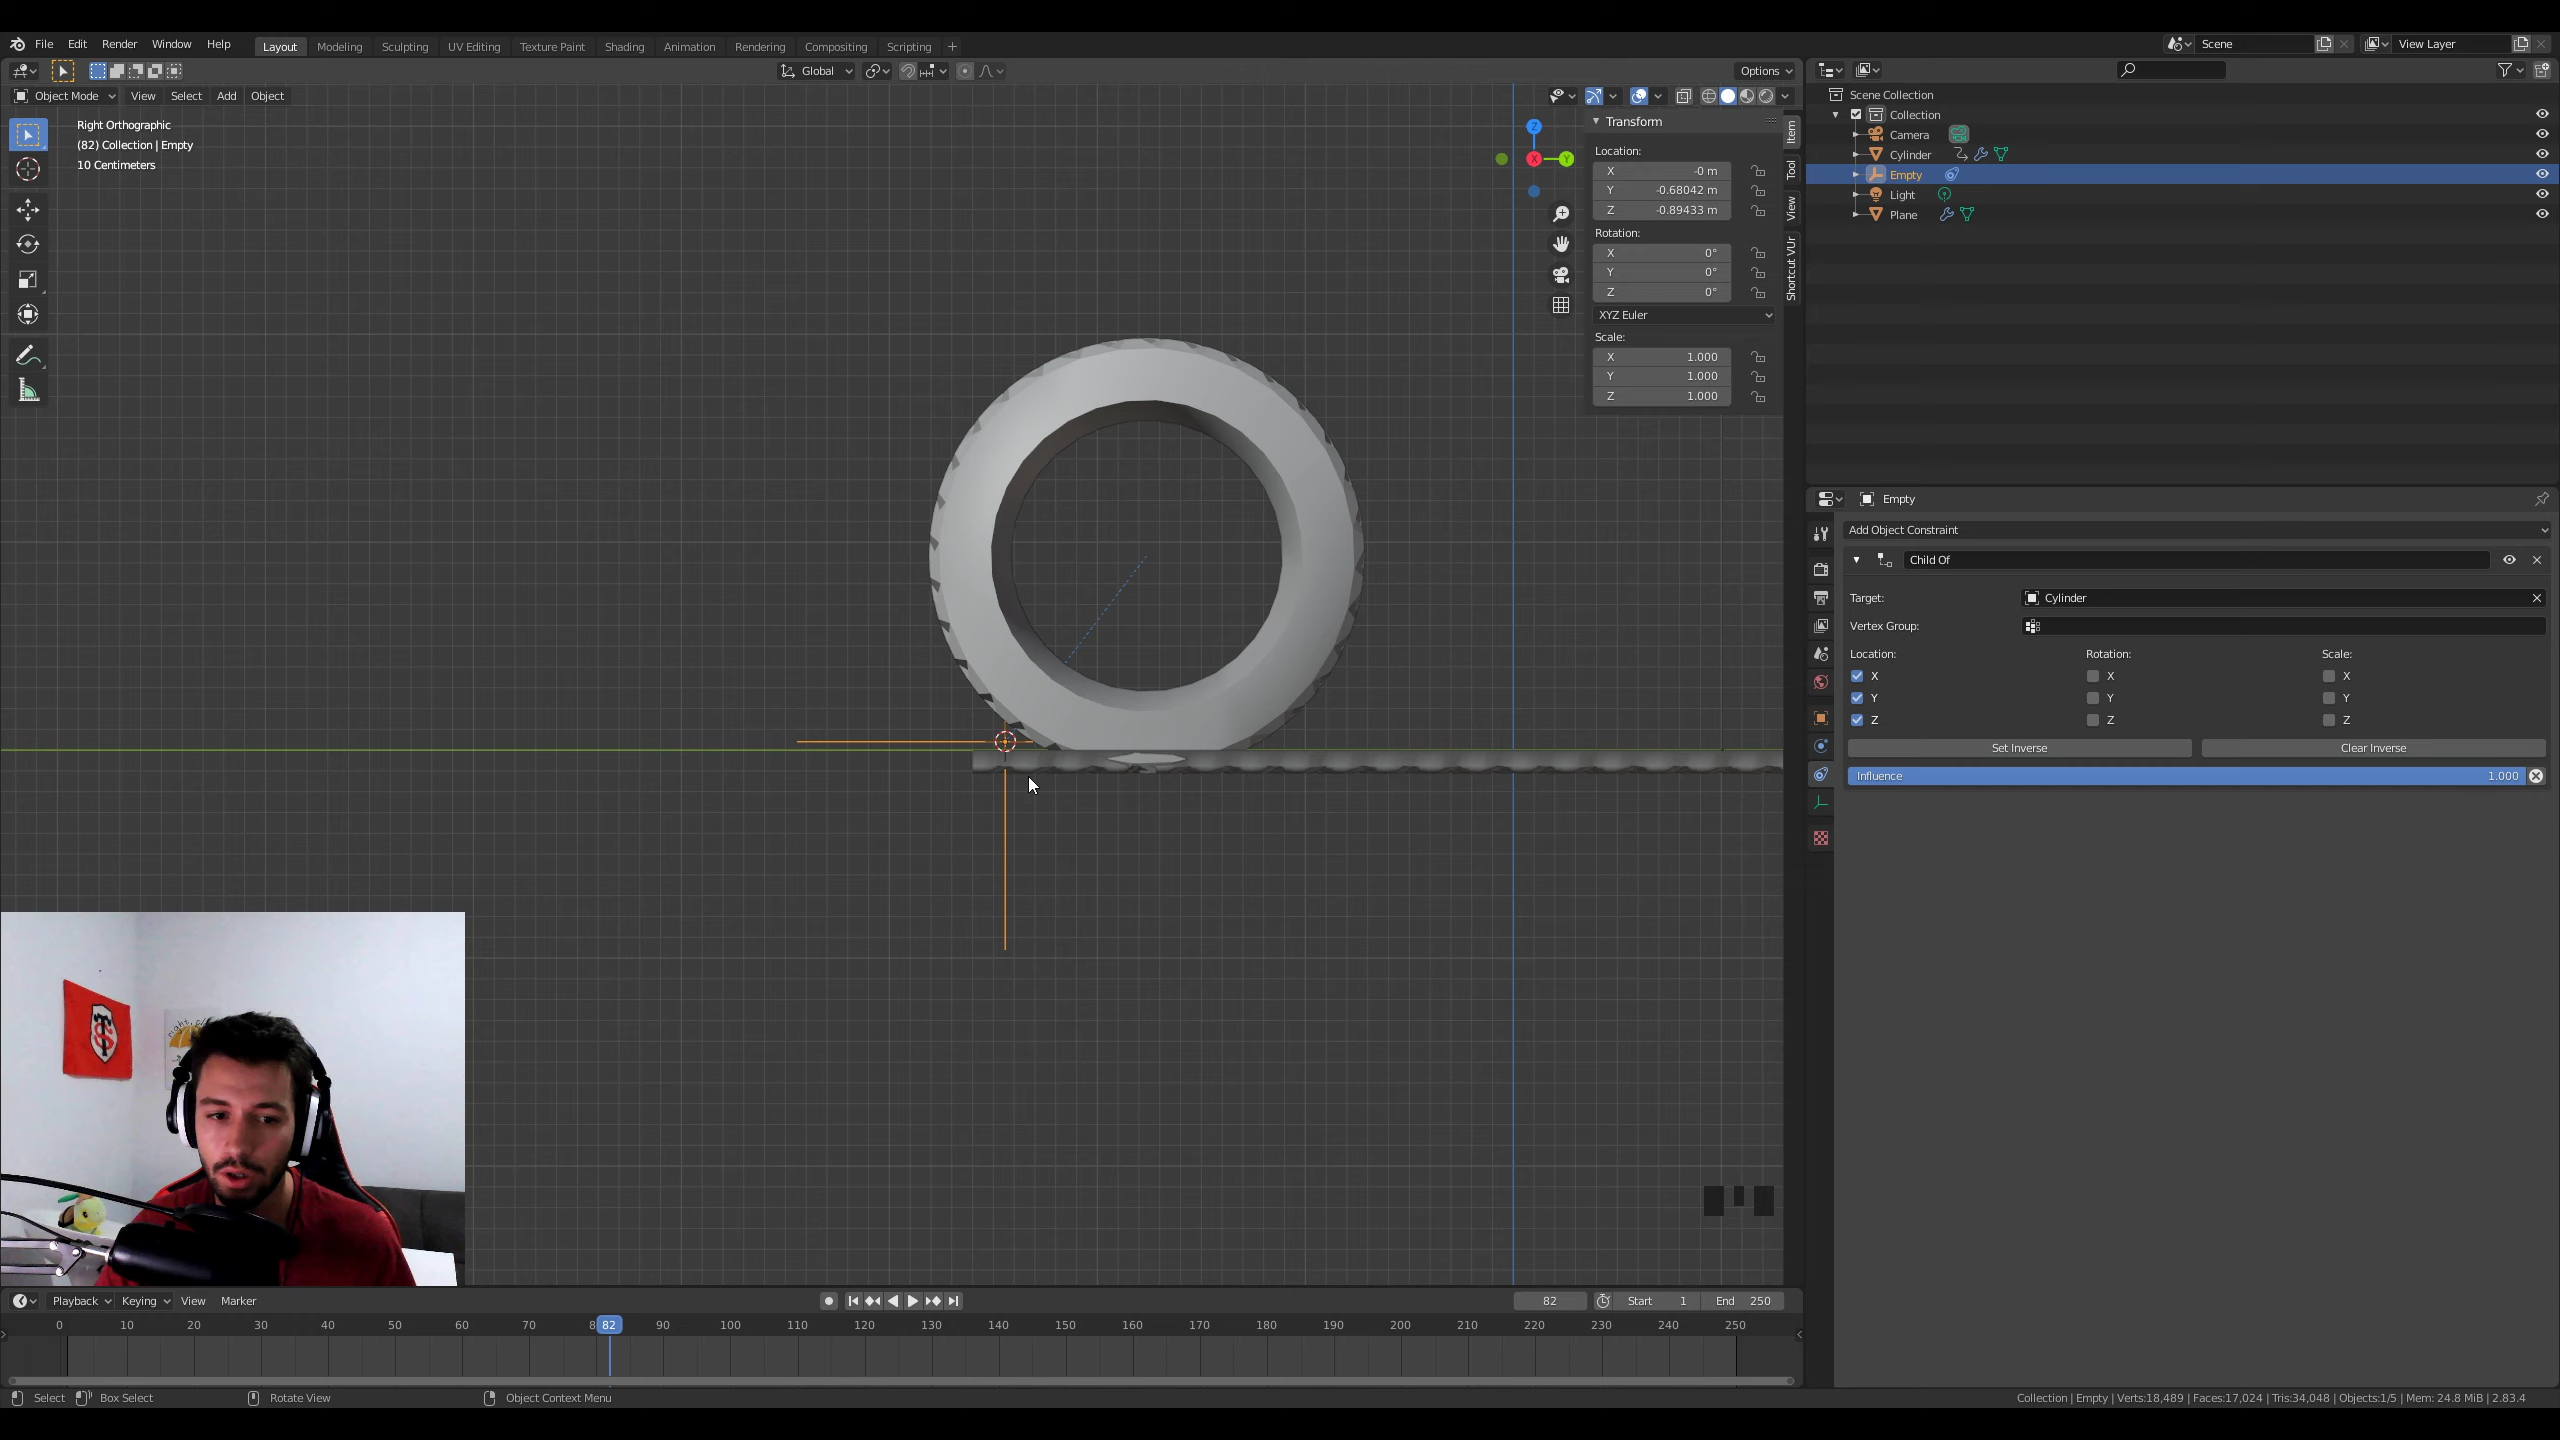 File Edit Render Window Help Layout Modeling Sculpting UV Editing Texture Paint Shading Animation Rendering Compositing Scripting + Scene View Layer
Global Options
Object Mode View Select Add Object
Right Orthographic
(82) Collection | Empty
10 Centimeters
Z
Y
X
Transform
Location:
X -0 m
Y -0.68042 m
Z -0.89433 m
Rotation:
X 0°
Y 0°
Z 0°
XYZ Euler
Scale:
X 1.000
Y 1.000
Z 1.000
Item
Tool
View
Shortcut VUr
Scene Collection
Collection
Camera
Cylinder
Empty
Light
Plane
Empty
Add Object Constraint
Child Of
Target: Cylinder
Vertex Group:
Location: Rotation: Scale:
X X X
Y Y Y
Z Z Z
Set Inverse Clear Inverse
Influence 1.000
Playback Keying View Marker 82 Start 1 End 250
0 10 20 30 40 50 60 70 8 82 90 100 110 120 130 140 150 160 170 180 190 200 210 220 230 240 250
Select Box Select Rotate View Object Context Menu Collection | Empty | Verts:18,489 | Faces:17,024 | Tris:34,048 | Objects:1/5 | Mem: 24.8 MiB | 2.83.4